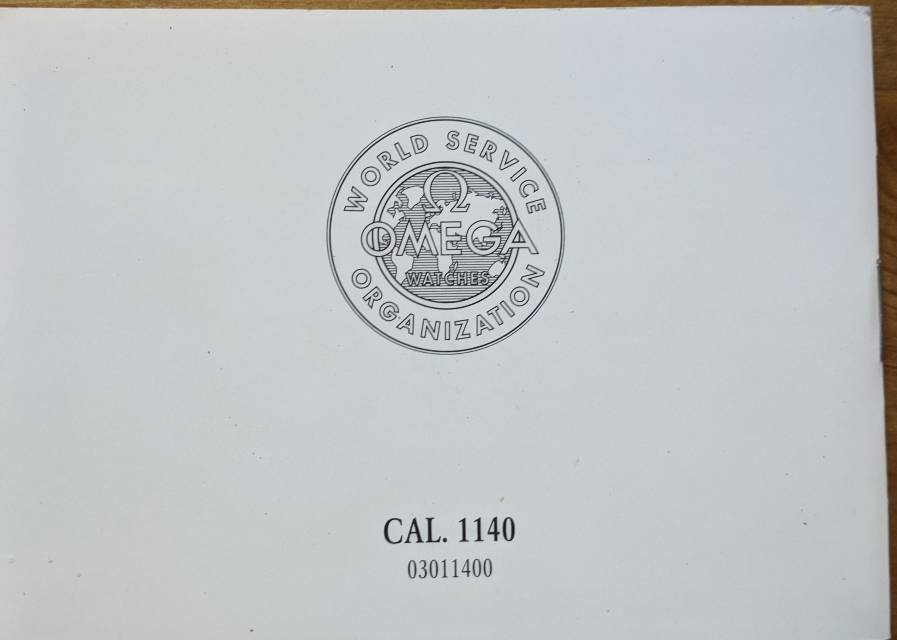 WORLD SERVICE
Ω
OMEGA
WATCHES
ORGANIZATION
CAL. 1140
03011400